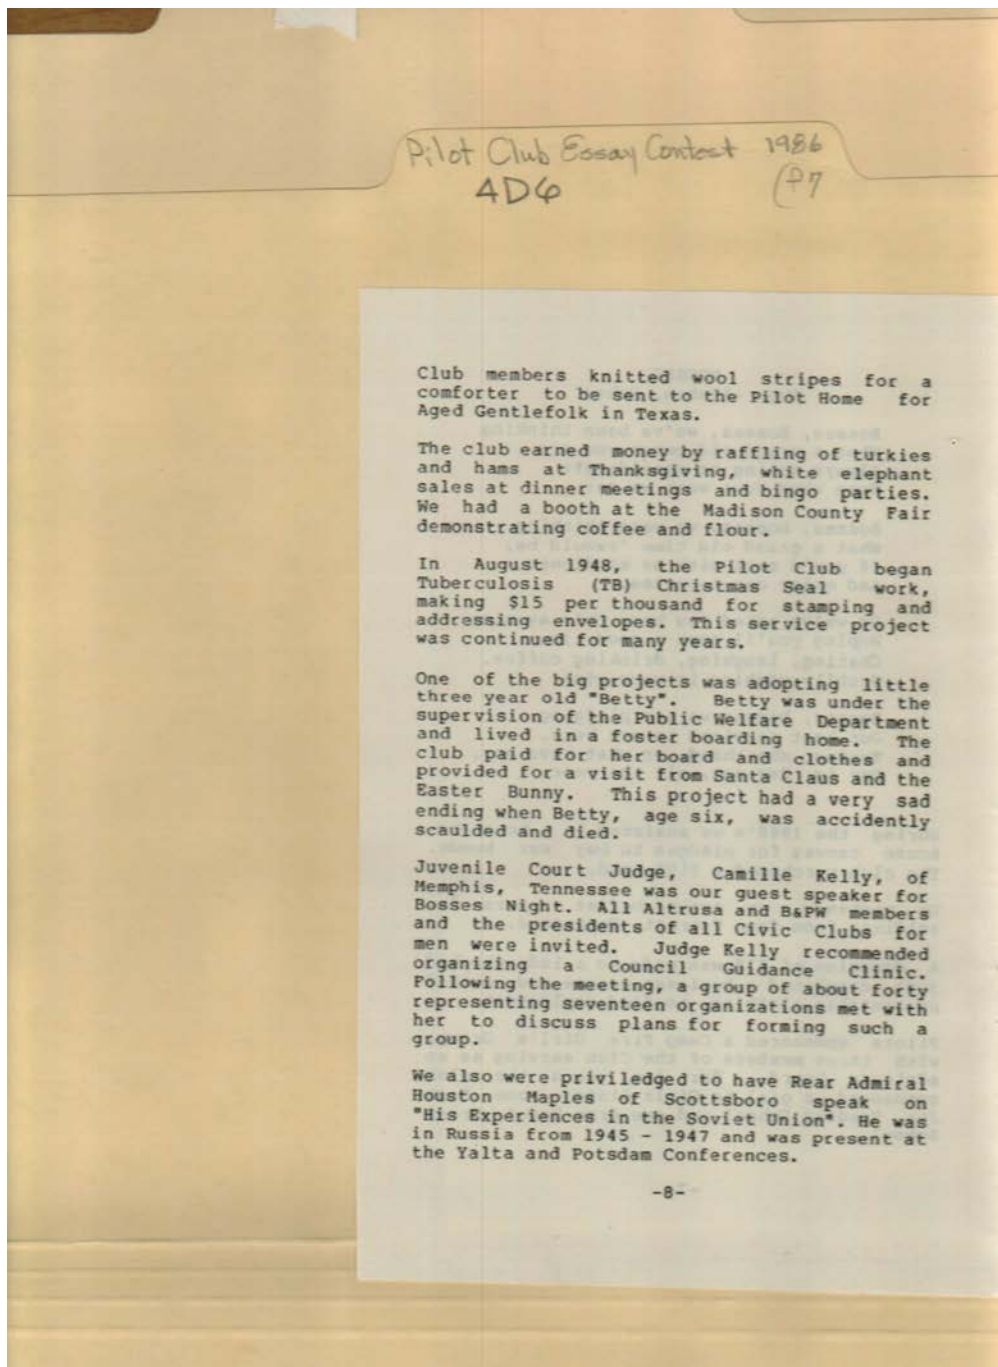 Pilot Club Essay Contest 1986
4D6 (P7
Club members knitted wool stripes for a
comforter to be sent to the Pilot Home for
Aged Gentlefolk in Texas.
The club earned money by raffling of turkies
and hams at Thanksgiving, white elephant
sales at dinner meetings and bingo parties.
We had a booth at the Madison County Fair
demonstrating coffee and flour.
In August 1948, the Pilot Club began
Tuberculosis (TB) Christmas Seal work,
making $15 per thousand for stamping and
addressing envelopes. This service project
was continued for many years.
One of the big projects was adopting little
three year old "Betty". Betty was under the
supervision of the Public Welfare Department
and lived in a foster boarding home. The
club paid for her board and clothes and
provided for a visit from Santa Claus and the
Easter Bunny. This project had a very sad
ending when Betty, age six, was accidently
scaulded and died.
Juvenile Court Judge, Camille Kelly, of
Memphis, Tennessee was our guest speaker for
Bosses Night. All Altrusa and B&PW members
and the presidents of all Civic Clubs for
men were invited. Judge Kelly recommended
organizing a Council Guidance Clinic.
Following the meeting, a group of about forty
representing seventeen organizations met with
her to discuss plans for forming such a
group.
We also were priviledged to have Rear Admiral
Houston Maples of Scottsboro speak on
"His Experiences in the Soviet Union". He was
in Russia from 1945 - 1947 and was present at
the Yalta and Potsdam Conferences.
-8-